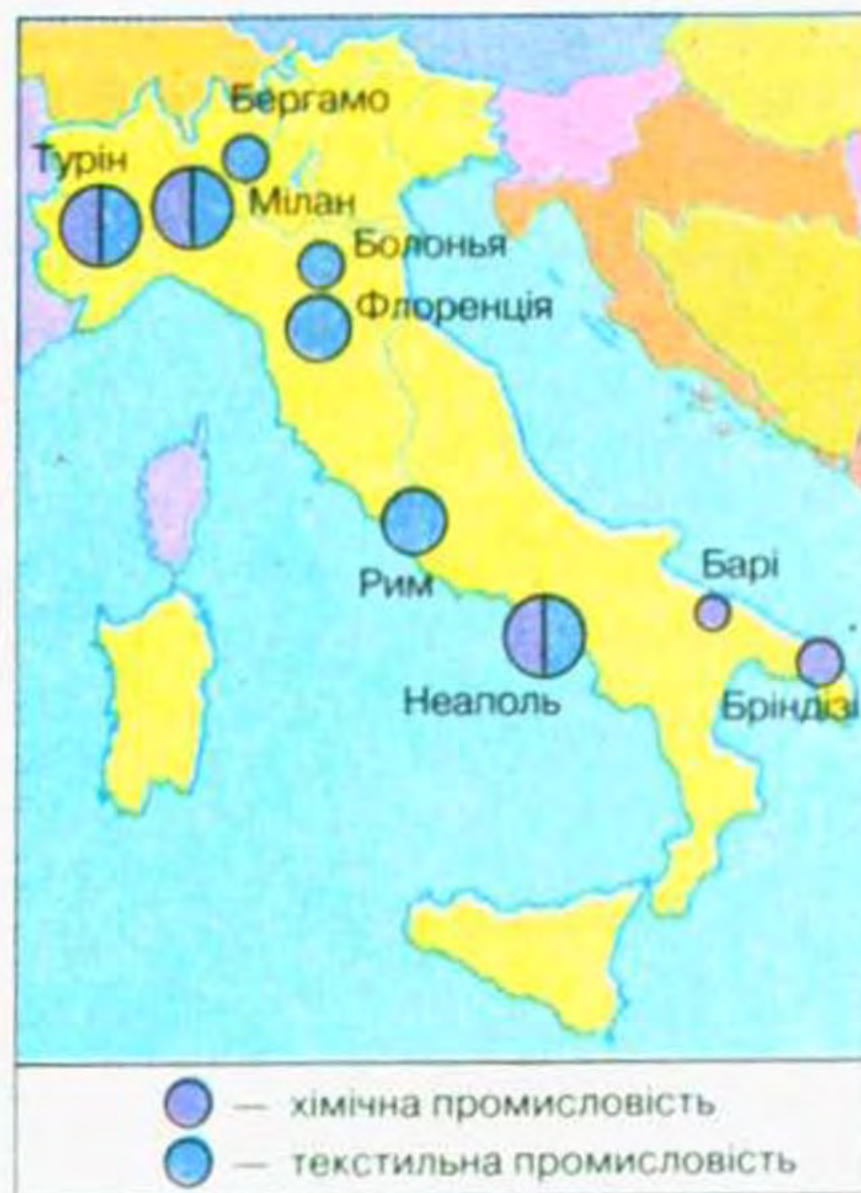 Бергамо
Турін
Мілан
Болонья
Флоренція
Рим
Барі
Неаполь
Бріндізі
— хімічна промисловість
— текстильна промисловість